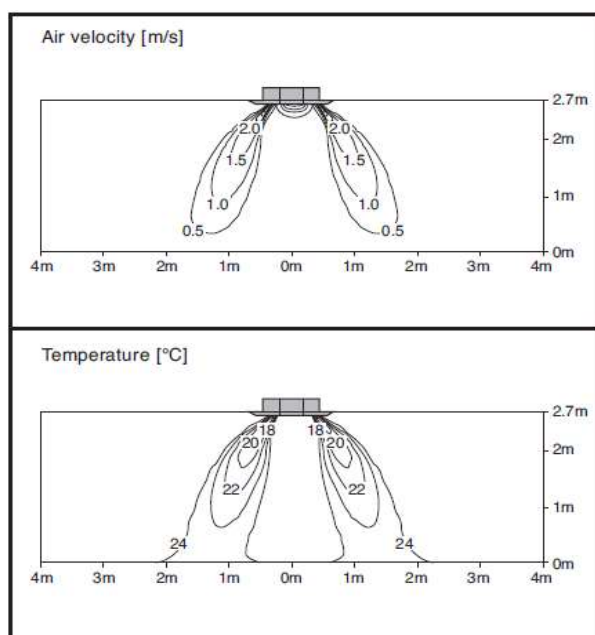 Air velocity [m/s]
2.7m
2.0 2.0 2m
1.5 1.5
1.0 1.0 1m
0.5 0.5
0m
4m 3m 2m 1m 0m 1m 2m 3m 4m
Temperature [°C]
2.7m
18 18
20 20 2m
22 22
1m
24 24
0m
4m 3m 2m 1m 0m 1m 2m 3m 4m